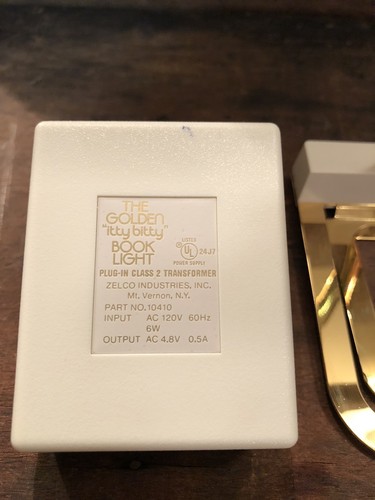 THE
GOLDEN
"itty bitty"
BOOK
LIGHT
LISTED
UL 24J7
POWER SUPPLY
PLUG-IN CLASS 2 TRANSFORMER
ZELCO INDUSTRIES, INC.
Mt. Vernon, N.Y.
PART NO.10410
INPUT AC 120V 60Hz
6W
OUTPUT AC 4.8V 0.5A